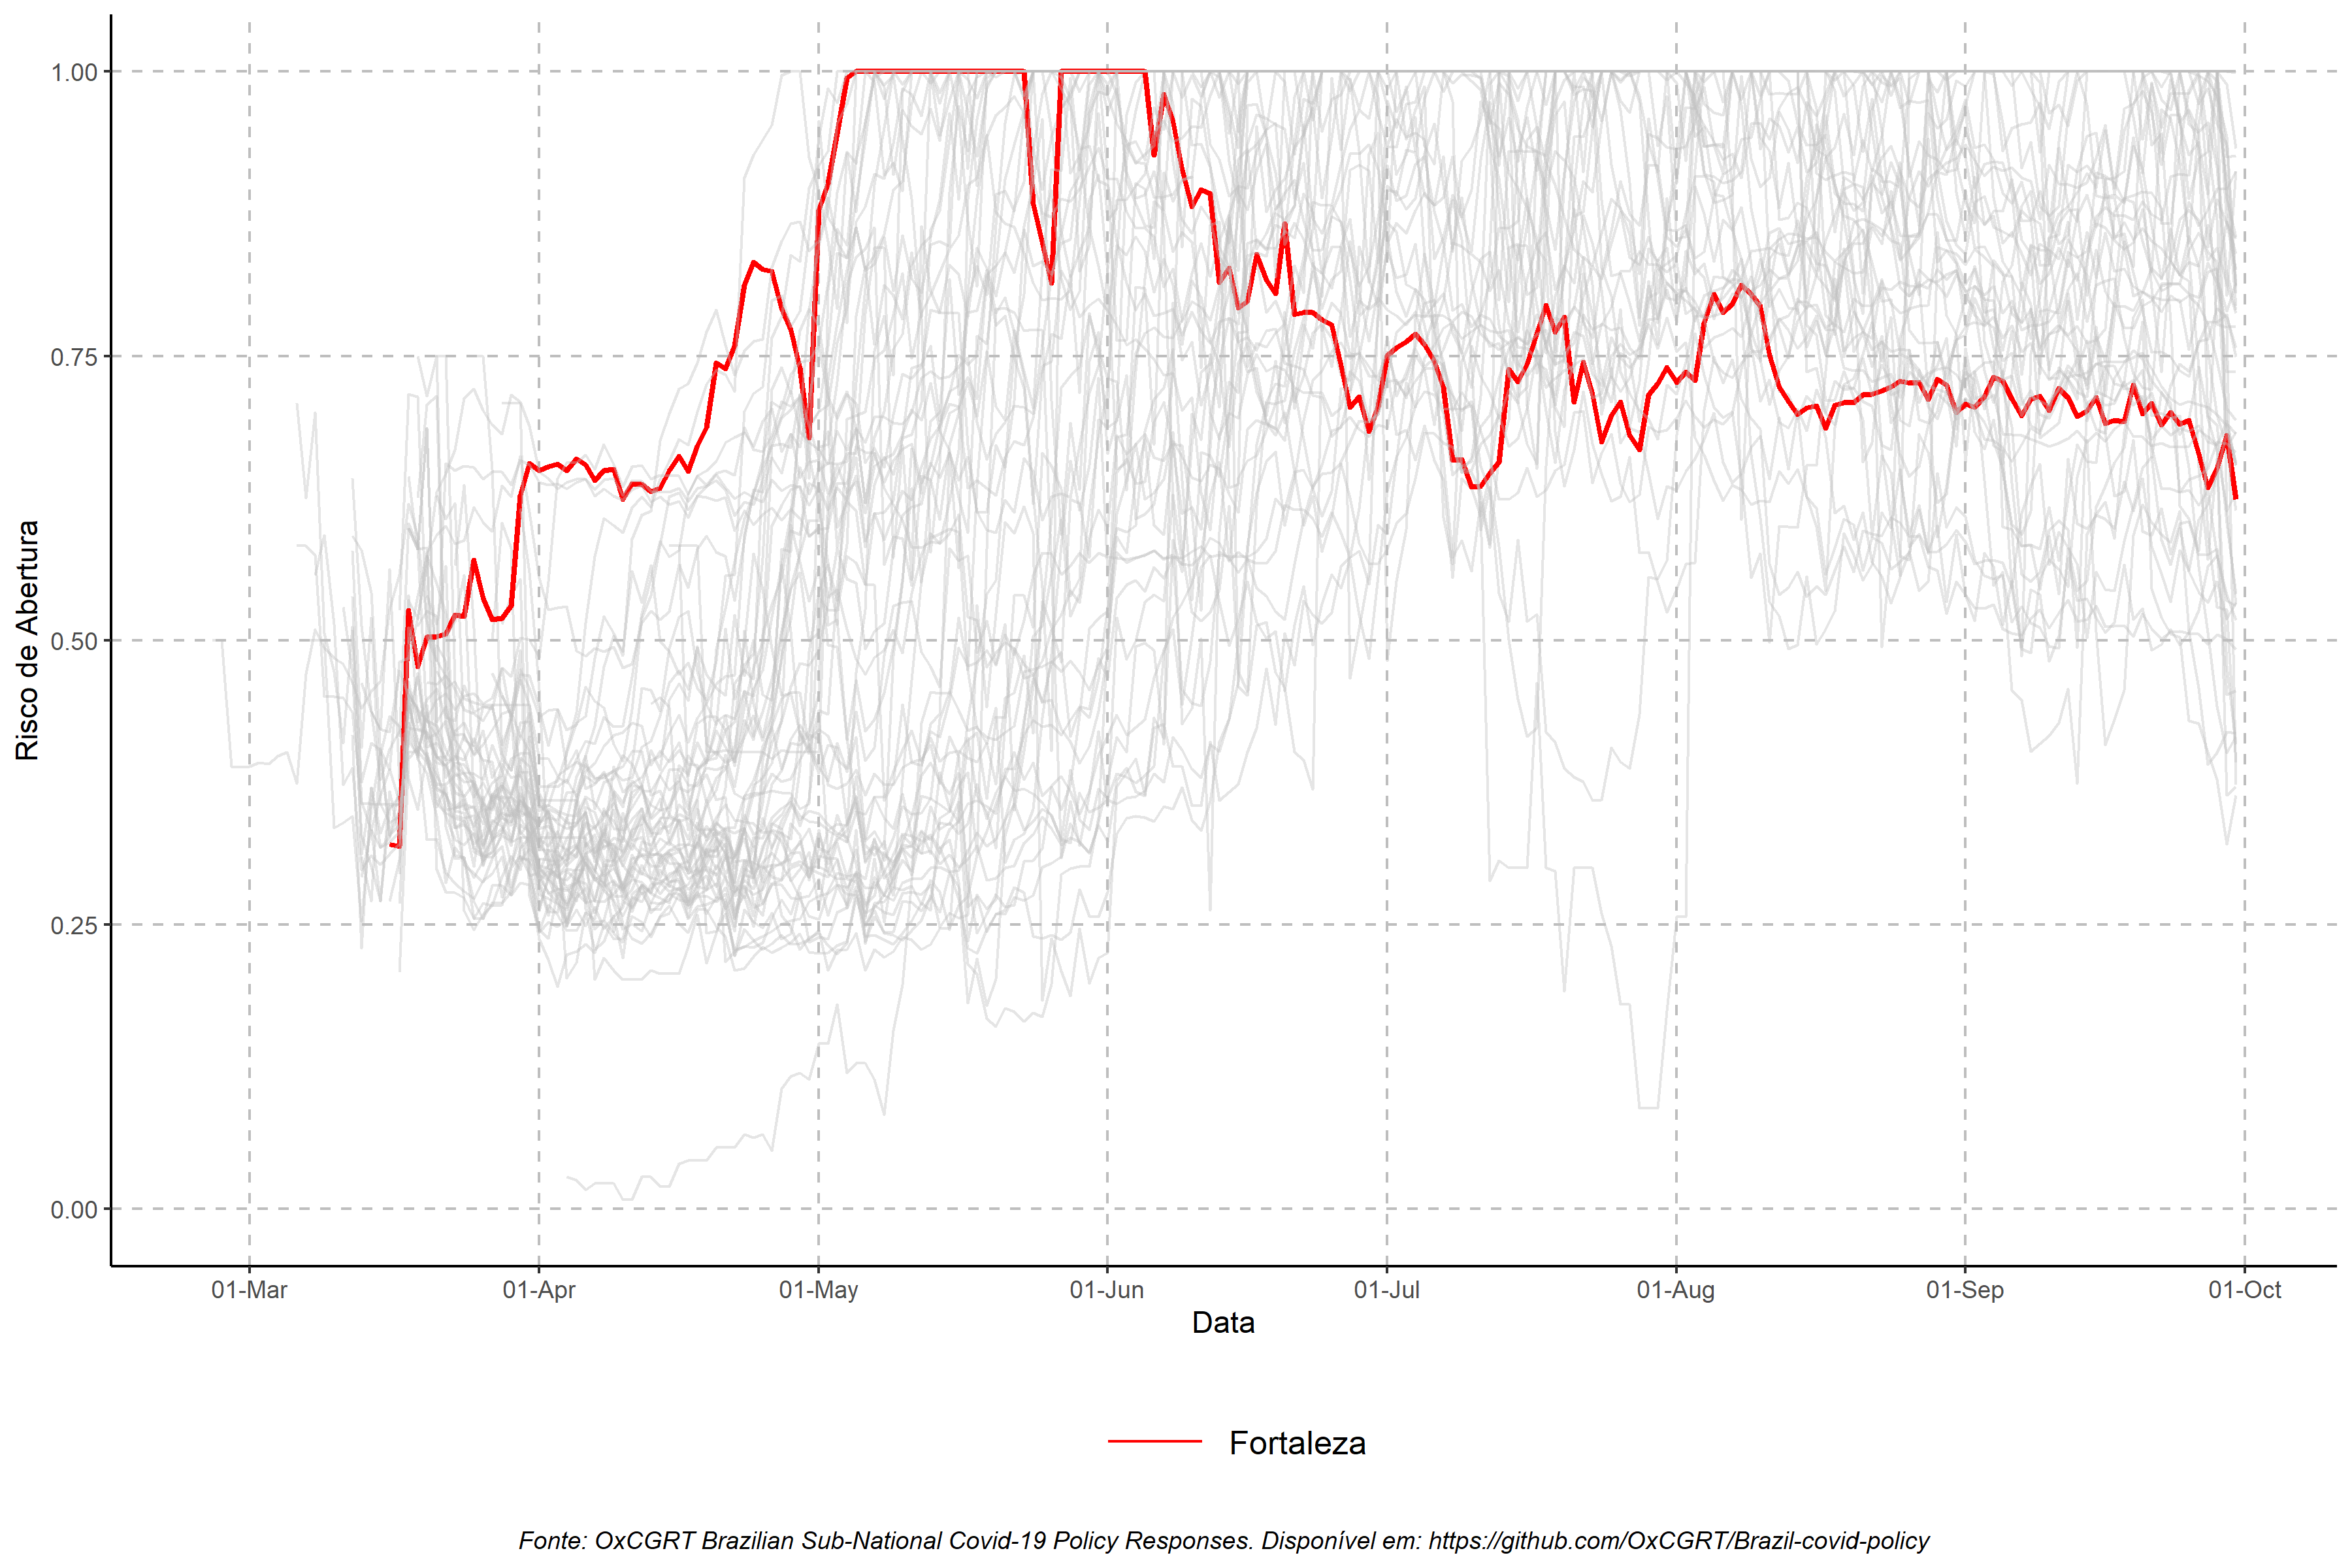 Risco de Abertura
1.00
0.75
0.50
0.25
0.00
01-Mar 01-Apr 01-May 01-Jun 01-Jul 01-Aug 01-Sep 01-Oct
Data
Fortaleza
Fonte: OxCGRT Brazilian Sub-National Covid-19 Policy Responses. Disponível em: https://github.com/OxCGRT/Brazil-covid-policy